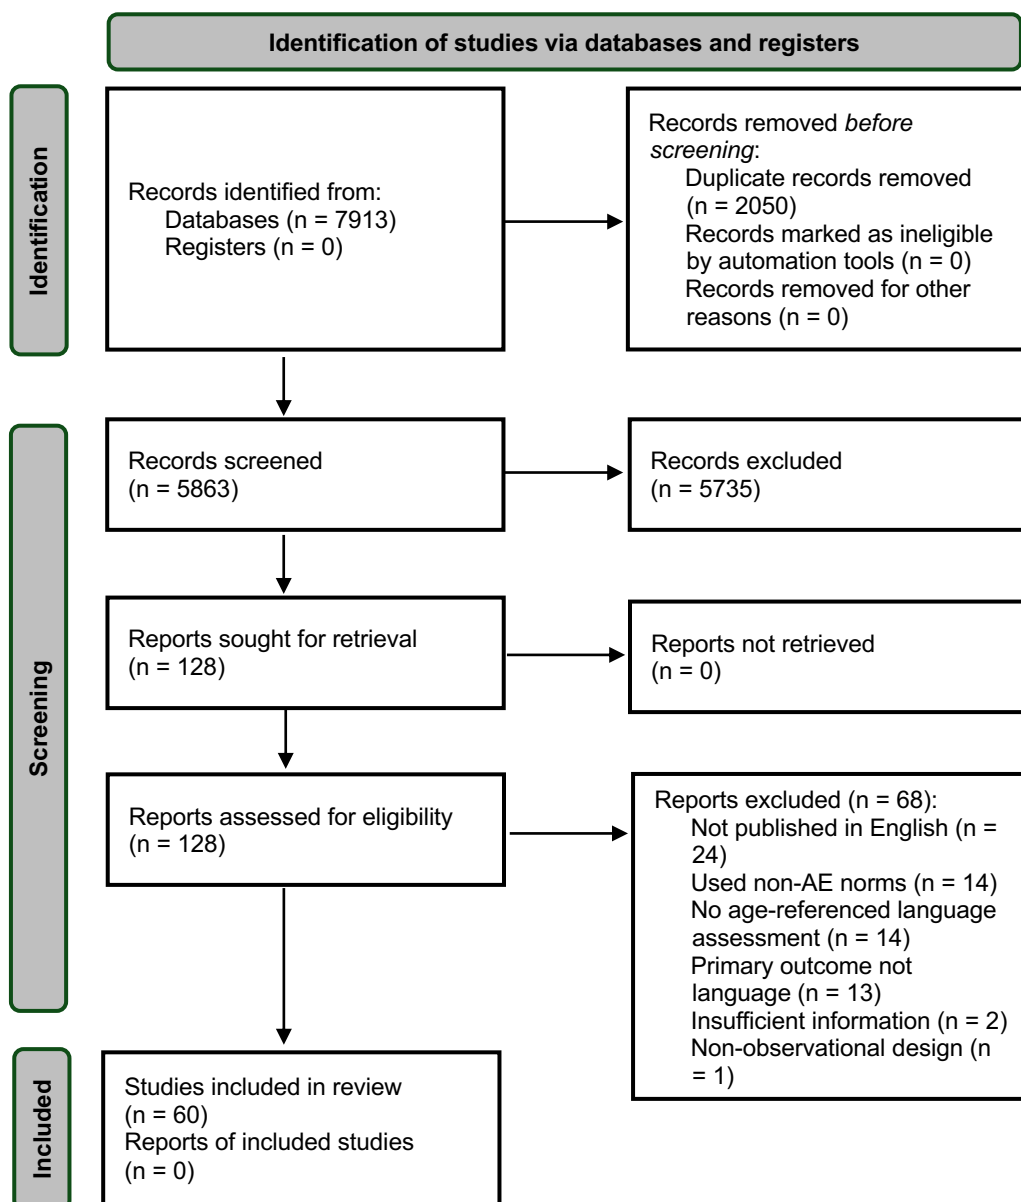 Identification of studies via databases and registers
Identification
Records identified from:
Databases (n = 7913)
Registers (n = 0)
Records removed before
screening:
Duplicate records removed
(n = 2050)
Records marked as ineligible
by automation tools (n = 0)
Records removed for other
reasons (n = 0)
Screening
Records screened
(n = 5863)
Records excluded
(n = 5735)
Reports sought for retrieval
(n = 128)
Reports not retrieved
(n = 0)
Reports assessed for eligibility
(n = 128)
Reports excluded (n = 68):
Not published in English (n =
24)
Used non-AE norms (n = 14)
No age-referenced language
assessment (n = 14)
Primary outcome not
language (n = 13)
Insufficient information (n = 2)
Non-observational design (n
= 1)
Included
Studies included in review
(n = 60)
Reports of included studies
(n = 0)